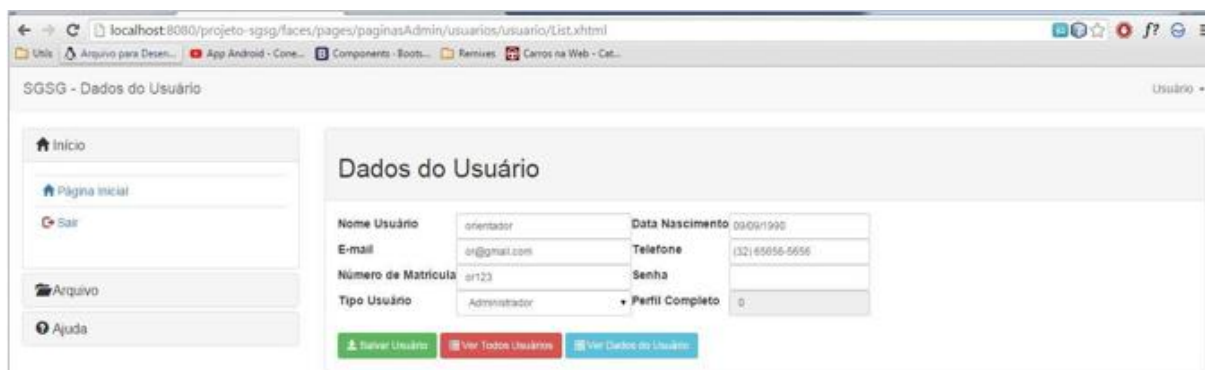 localhost:8080/projeto-sgsg/faces/pages/paginasAdmin/usuarios/usuario/List.xhtml
Utils Arquivo para Desen... App Android - Cone... Components · Boots... Remixes Carros na Web - Cat...
SGSG - Dados do Usuário
Usuário
Início
Página Inicial
Sair
Arquivo
Ajuda
Dados do Usuário
Nome Usuário orientador Data Nascimento 09/09/1990
E-mail or@gmail.com Telefone (32) 65656-5656
Número de Matrícula or123 Senha
Tipo Usuário Administrador Perfil Completo 0
Salvar Usuário Ver Todos Usuários Ver Dados do Usuário